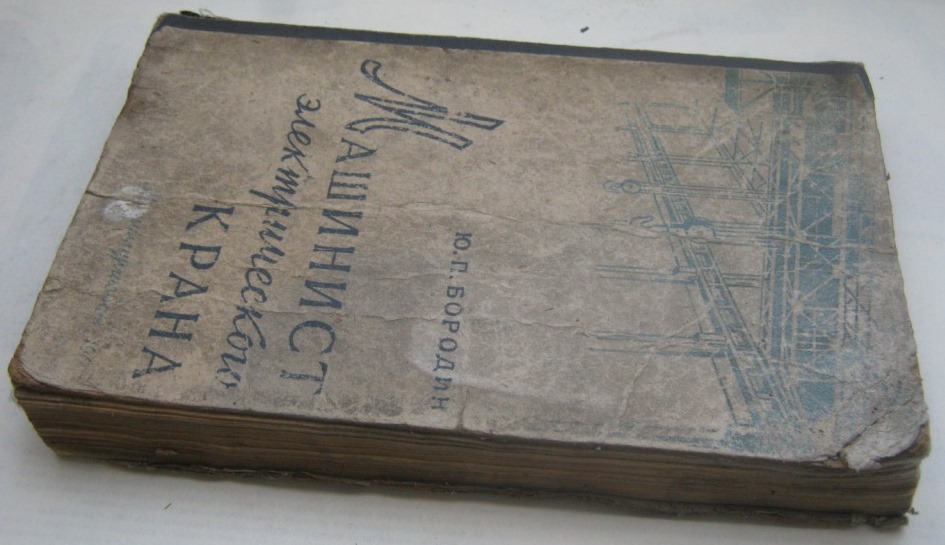 Ю.П.БОРОДИН
МАШИНИСТ
электрического
КРАНА